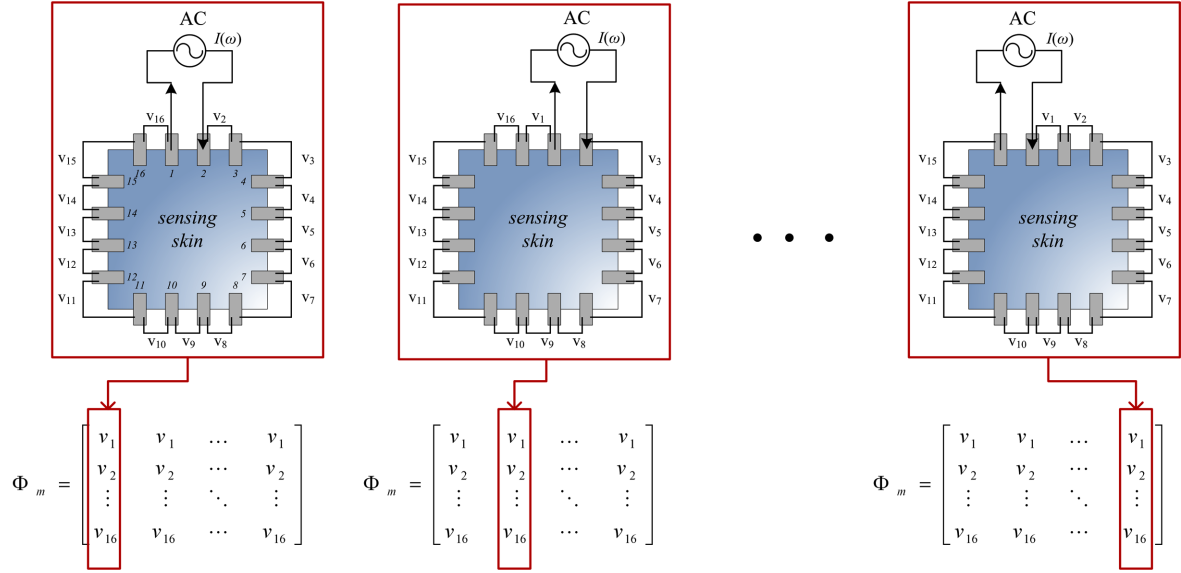 AC
I(ω)
v16 v2
v15 v3
16 1 2 3
15 4
v14 v4
14 sensing 5
v13 skin v5
13 6
v12 v6
12 7
v11 11 10 9 8 v7
v10 v9 v8
AC
I(ω)
v16 v1
v15 v3
v14 v4
sensing
v13 skin v5
v12 v6
v11 v7
v10 v9 v8
• • •
AC
I(ω)
v1 v2
v15 v3
v14 v4
sensing
v13 skin v5
v12 v6
v11 v7
v10 v9 v8
v1 v1 ⋯ v1
v2 v2 ⋯ v2
Φm = ⋮ ⋮ ⋱ ⋮
v16 v16 ⋯ v16
v1 v1 ⋯ v1
v2 v2 ⋯ v2
Φm = ⋮ ⋮ ⋱ ⋮
v16 v16 ⋯ v16
v1 v1 ⋯ v1
v2 v2 ⋯ v2
Φm = ⋮ ⋮ ⋱ ⋮
v16 v16 ⋯ v16